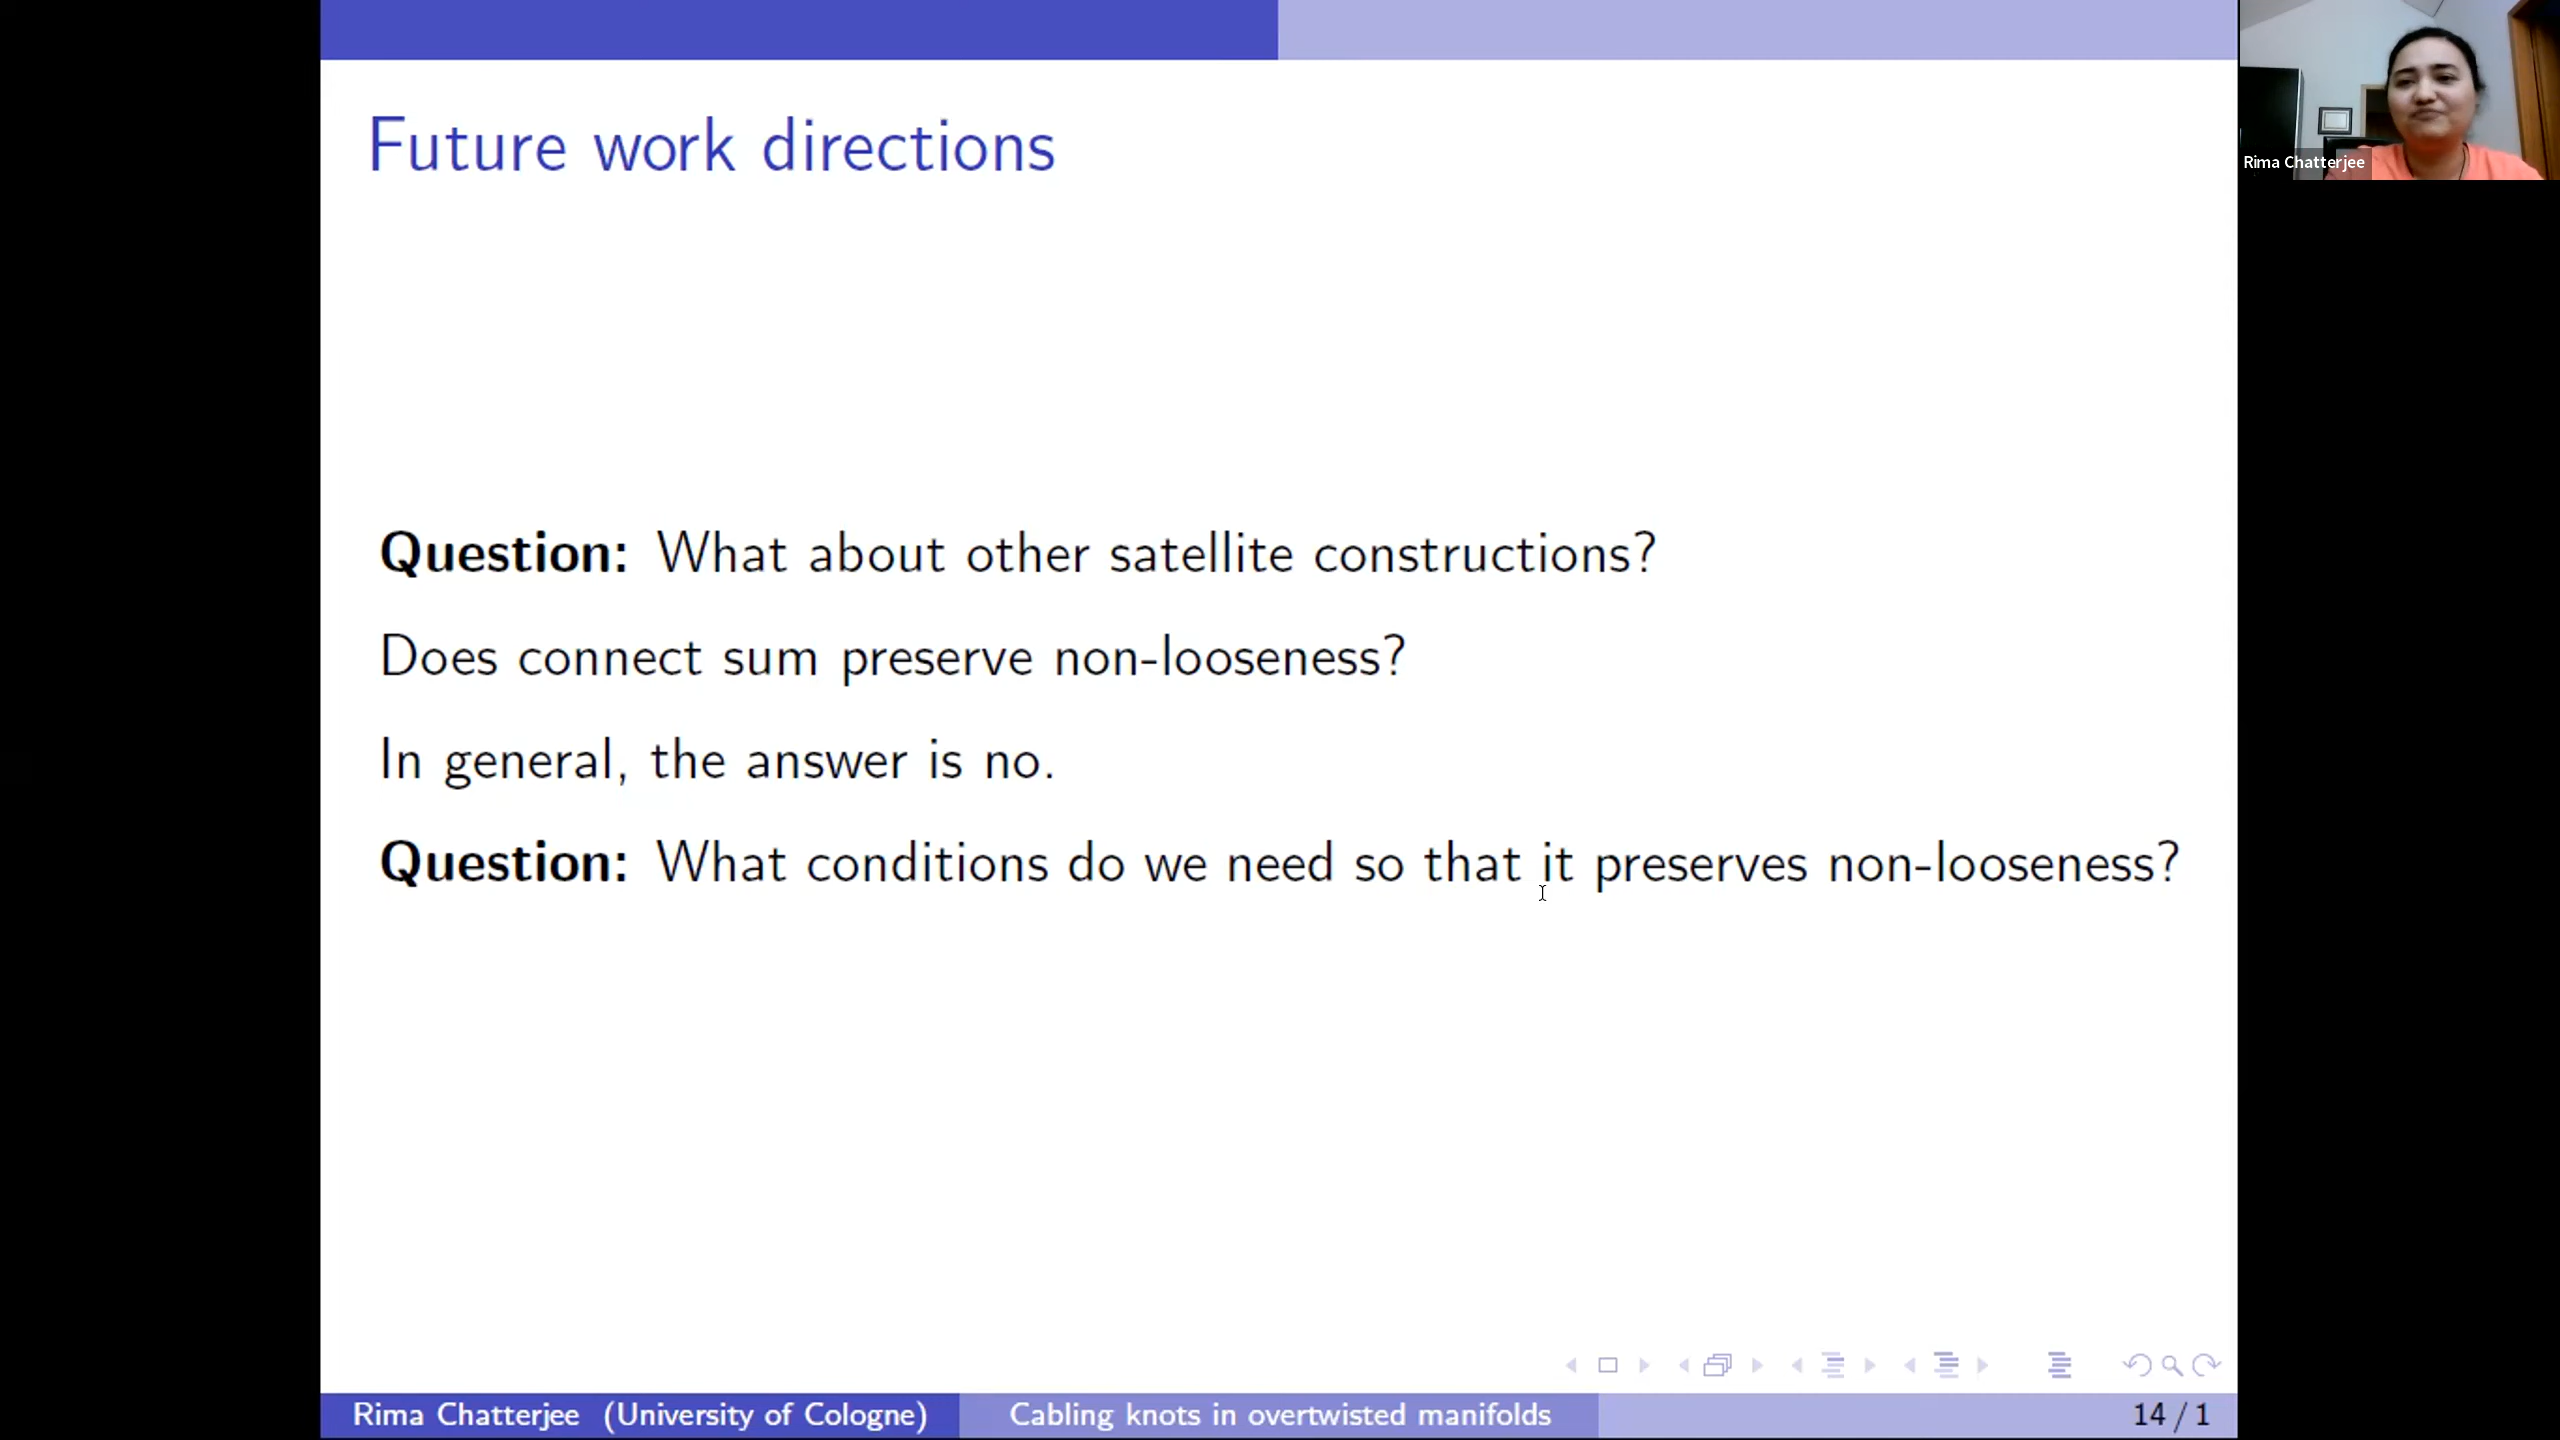 Future work directions
Rima Chatterjee
Question: What about other satellite constructions?
Does connect sum preserve non-looseness?
In general, the answer is no.
Question: What conditions do we need so that it preserves non-looseness?
Rima Chatterjee (University of Cologne)
Cabling knots in overtwisted manifolds
14 / 1